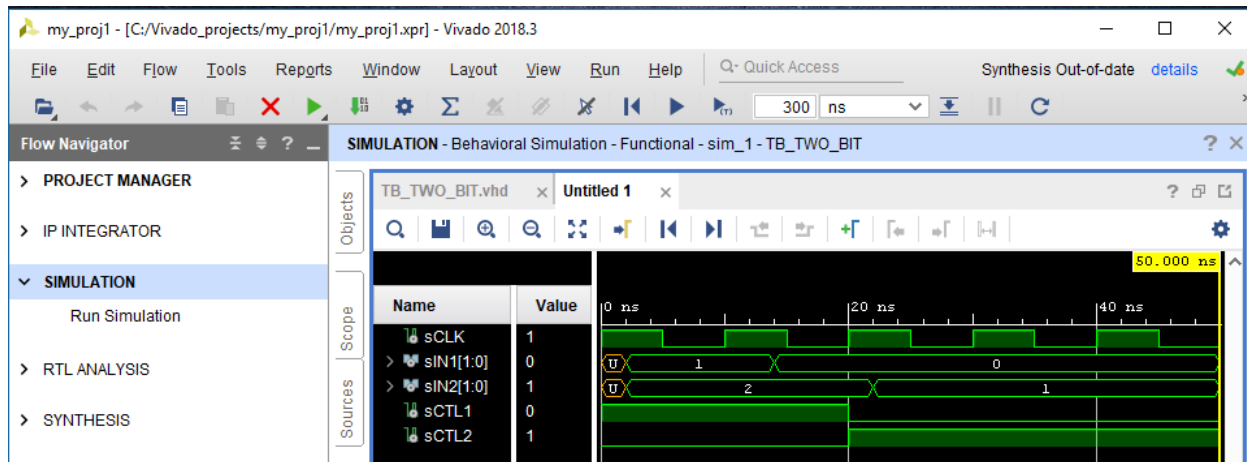 my_proj1 - [C:/Vivado_projects/my_proj1/my_proj1.xpr] - Vivado 2018.3
File Edit Flow Tools Reports Window Layout View Run Help Q- Quick Access Synthesis Out-of-date details
300 ns
Flow Navigator
SIMULATION - Behavioral Simulation - Functional - sim_1 - TB_TWO_BIT
PROJECT MANAGER
IP INTEGRATOR
SIMULATION
Run Simulation
RTL ANALYSIS
SYNTHESIS
Objects
Scope
Sources
TB_TWO_BIT.vhd Untitled 1
50.000 ns
Name Value 0 ns 20 ns 40 ns
sCLK 1
sIN1[1:0] 0 U 1 0
sIN2[1:0] 1 U 2 1
sCTL1 0
sCTL2 1